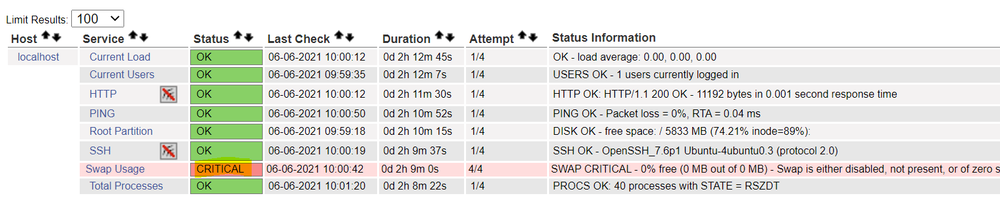 Limit Results: 100
Host Service Status Last Check Duration Attempt Status Information
localhost Current Load OK 06-06-2021 10:00:12 0d 2h 12m 45s 1/4 OK - load average: 0.00, 0.00, 0.00
Current Users OK 06-06-2021 09:59:35 0d 2h 12m 7s 1/4 USERS OK - 1 users currently logged in
HTTP OK 06-06-2021 10:00:12 0d 2h 11m 30s 1/4 HTTP OK: HTTP/1.1 200 OK - 11192 bytes in 0.001 second response time
PING OK 06-06-2021 10:00:50 0d 2h 10m 52s 1/4 PING OK - Packet loss = 0%, RTA = 0.04 ms
Root Partition OK 06-06-2021 09:59:18 0d 2h 10m 15s 1/4 DISK OK - free space: / 5833 MB (74.21% inode=89%):
SSH OK 06-06-2021 10:00:19 0d 2h 9m 37s 1/4 SSH OK - OpenSSH_7.6p1 Ubuntu-4ubuntu0.3 (protocol 2.0)
Swap Usage CRITICAL 06-06-2021 10:00:42 0d 2h 9m 0s 4/4 SWAP CRITICAL - 0% free (0 MB out of 0 MB) - Swap is either disabled, not present, or of zero s
Total Processes OK 06-06-2021 10:01:20 0d 2h 8m 22s 1/4 PROCS OK: 40 processes with STATE = RSZDT